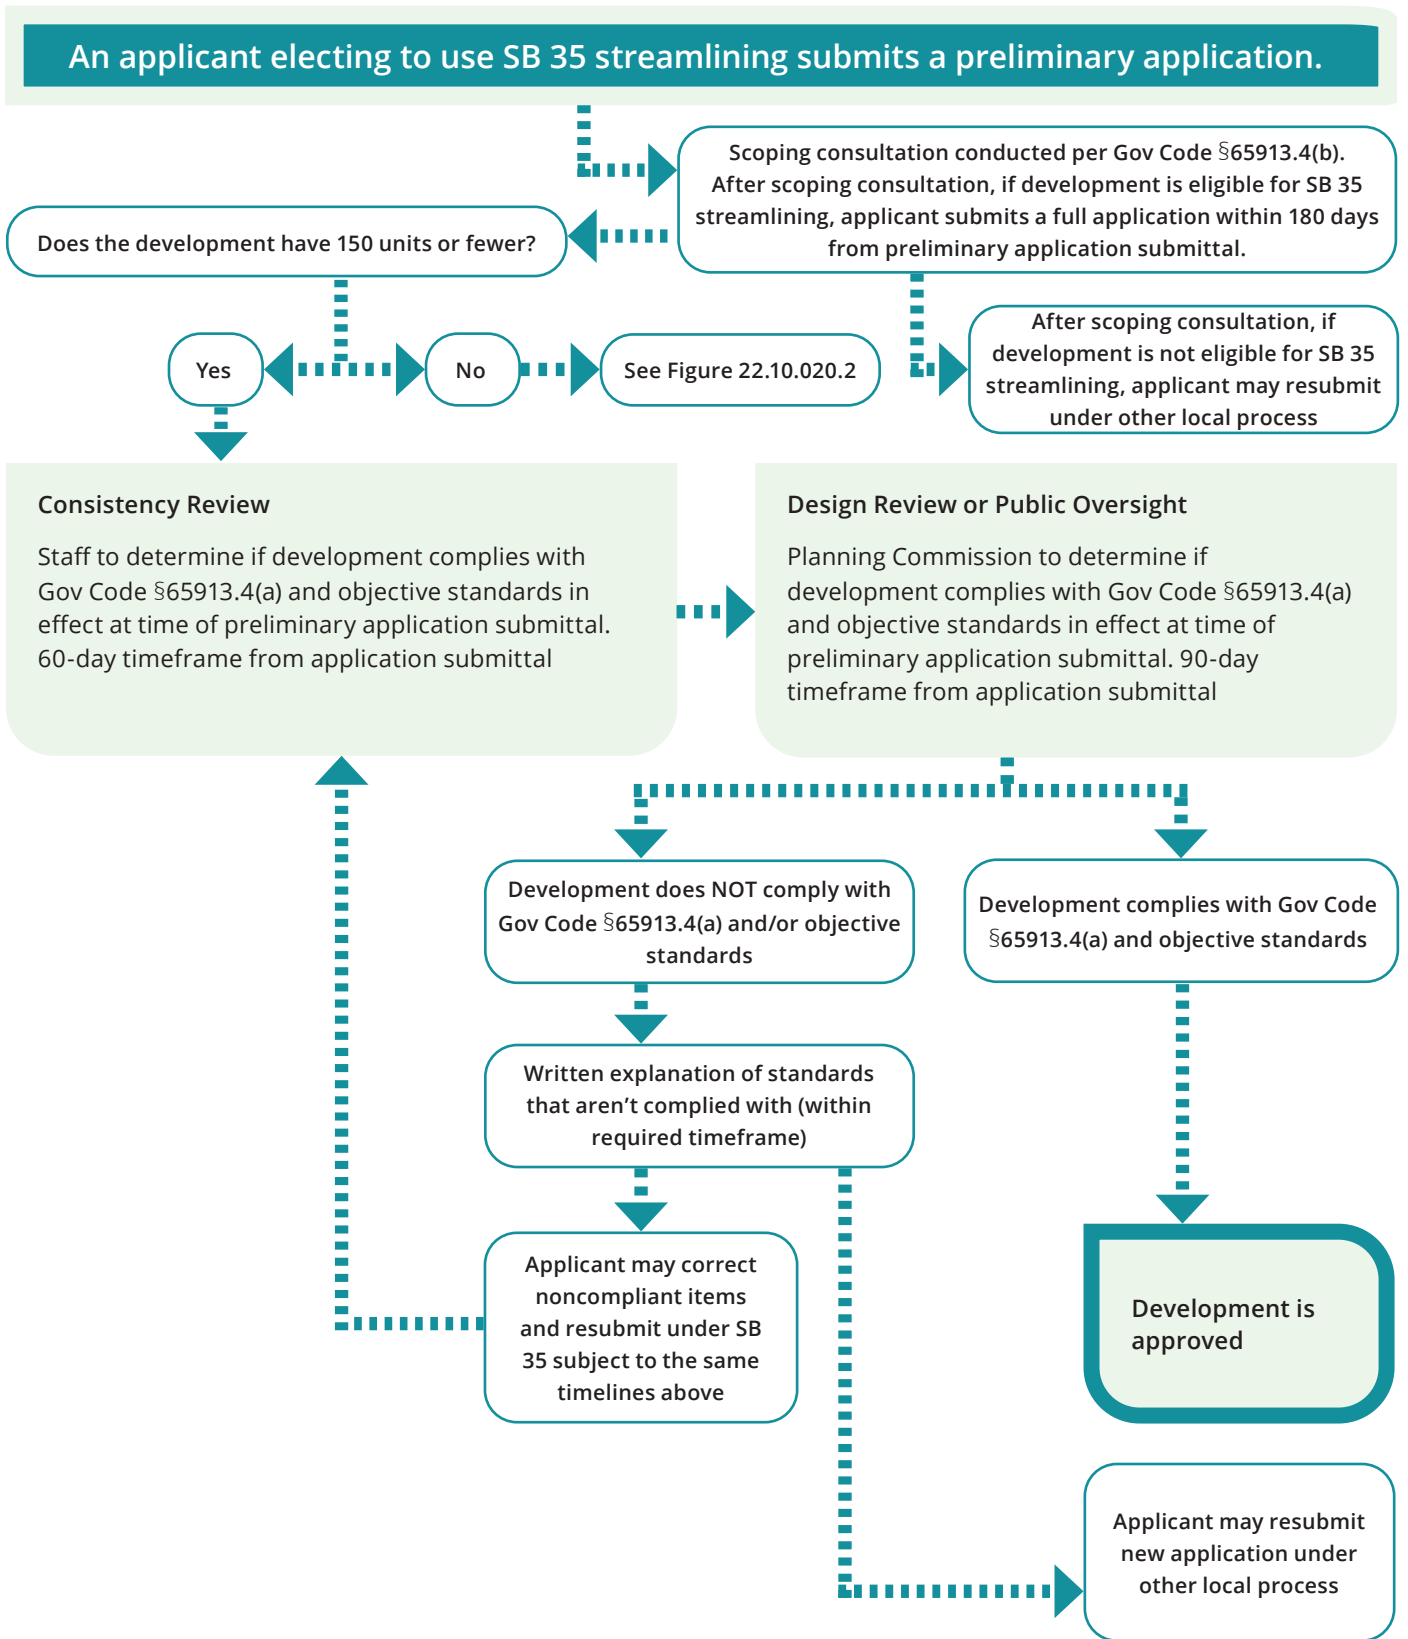 An applicant electing to use SB 35 streamlining submits a preliminary application.
Scoping consultation conducted per Gov Code §65913.4(b).
After scoping consultation, if development is eligible for SB 35
streamlining, applicant submits a full application within 180 days
from preliminary application submittal.
Does the development have 150 units or fewer?
After scoping consultation, if
development is not eligible for SB 35
streamlining, applicant may resubmit
under other local process
Yes
No
See Figure 22.10.020.2
Consistency Review
Staff to determine if development complies with
Gov Code §65913.4(a) and objective standards in
effect at time of preliminary application submittal.
60-day timeframe from application submittal
Design Review or Public Oversight
Planning Commission to determine if
development complies with Gov Code §65913.4(a)
and objective standards in effect at time of
preliminary application submittal. 90-day
timeframe from application submittal
Development does NOT comply with
Gov Code §65913.4(a) and/or objective
standards
Development complies with Gov Code
§65913.4(a) and objective standards
Written explanation of standards
that aren’t complied with (within
required timeframe)
Applicant may correct
noncompliant items
and resubmit under SB
35 subject to the same
timelines above
Development is
approved
Applicant may resubmit
new application under
other local process